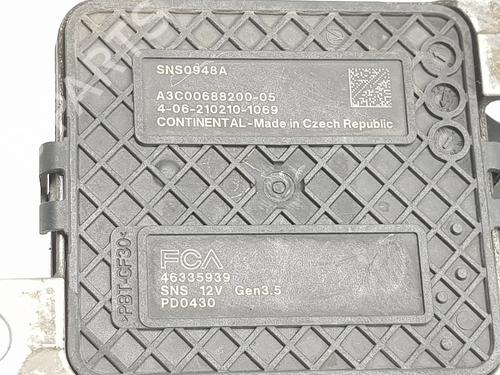 SNS0948A
A3C00688200-05
4-06-210210-1069
CONTINENTAL-Made in Czech Republic
FCA
46335939
SNS 12V Gen3.5
PD0430
>PBT-GF30<